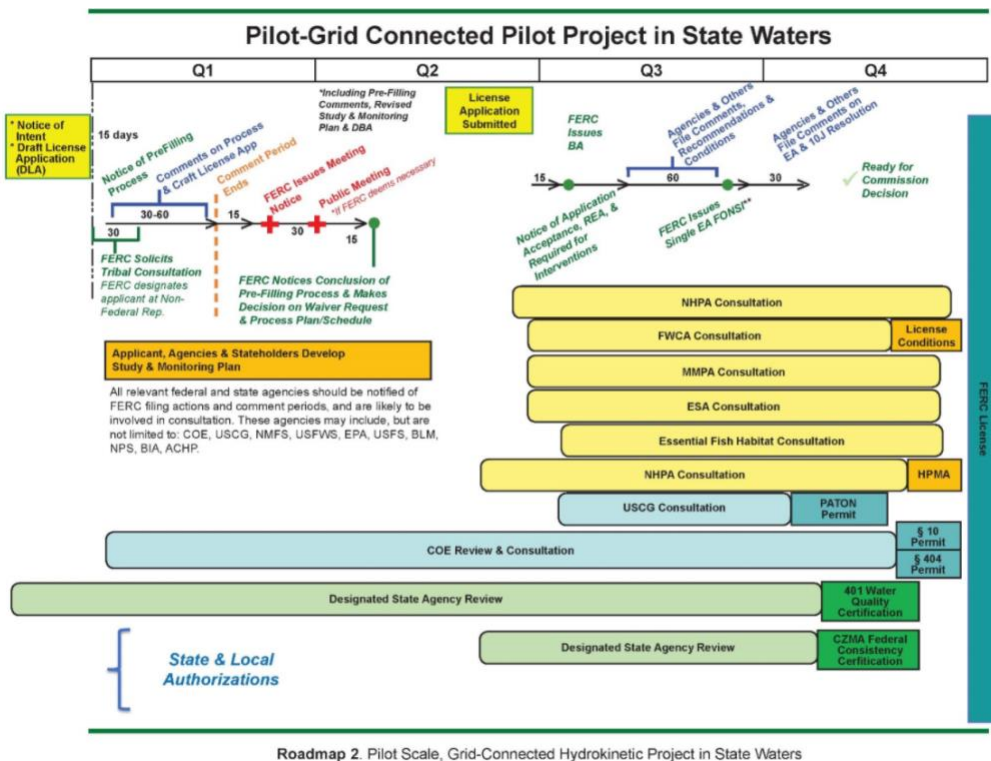 Pilot-Grid Connected Pilot Project in State Waters
Q1
Q2
Q3
Q4
* Notice of
Intent
* Draft License
Application
(DLA)
15 days
Notice of PreFilling
Process
Comments on Process
& Craft License App
Comment Period
Ends
FERC Issues Meeting
Notice
Public Meeting
*If FERC deems necessary
*Including Pre-Filling
Comments, Revised
Study & Monitoring
Plan & DBA
License
Application
Submitted
30-60
30
15
30
15
FERC Solicits
Tribal Consultation
FERC designates
applicant at Non-
Federal Rep.
FERC Notices Conclusion of
Pre-Filling Process & Makes
Decision on Waiver Request
& Process Plan/Schedule
FERC
Issues
BA
Agencies & Others
File Comments,
Recommendations &
Conditions
Agencies & Others
File Comments on
EA & 10J Resolution
15
60
30
Ready for
Commission
Decision
Notice of Application
Acceptance, REA, &
Required for
Interventions
FERC Issues
Single EA FONSI**
Applicant, Agencies & Stateholders Develop
Study & Monitoring Plan
All relevant federal and state agencies should be notified of
FERC filing actions and comment periods, and are likely to be
involved in consultation. These agencies may include, but are
not limited to: COE, USCG, NMFS, USFWS, EPA, USFS, BLM,
NPS, BIA, ACHP.
NHPA Consultation
FWCA Consultation
License
Conditions
MMPA Consultation
ESA Consultation
Essential Fish Habitat Consultation
NHPA Consultation
HPMA
USCG Consultation
PATON
Permit
COE Review & Consultation
§ 10
Permit
§ 404
Permit
Designated State Agency Review
401 Water
Quality
Certification
Designated State Agency Review
CZMA Federal
Consistency
Cerfitication
State & Local
Authorizations
FERC License
Roadmap 2. Pilot Scale, Grid-Connected Hydrokinetic Project in State Waters